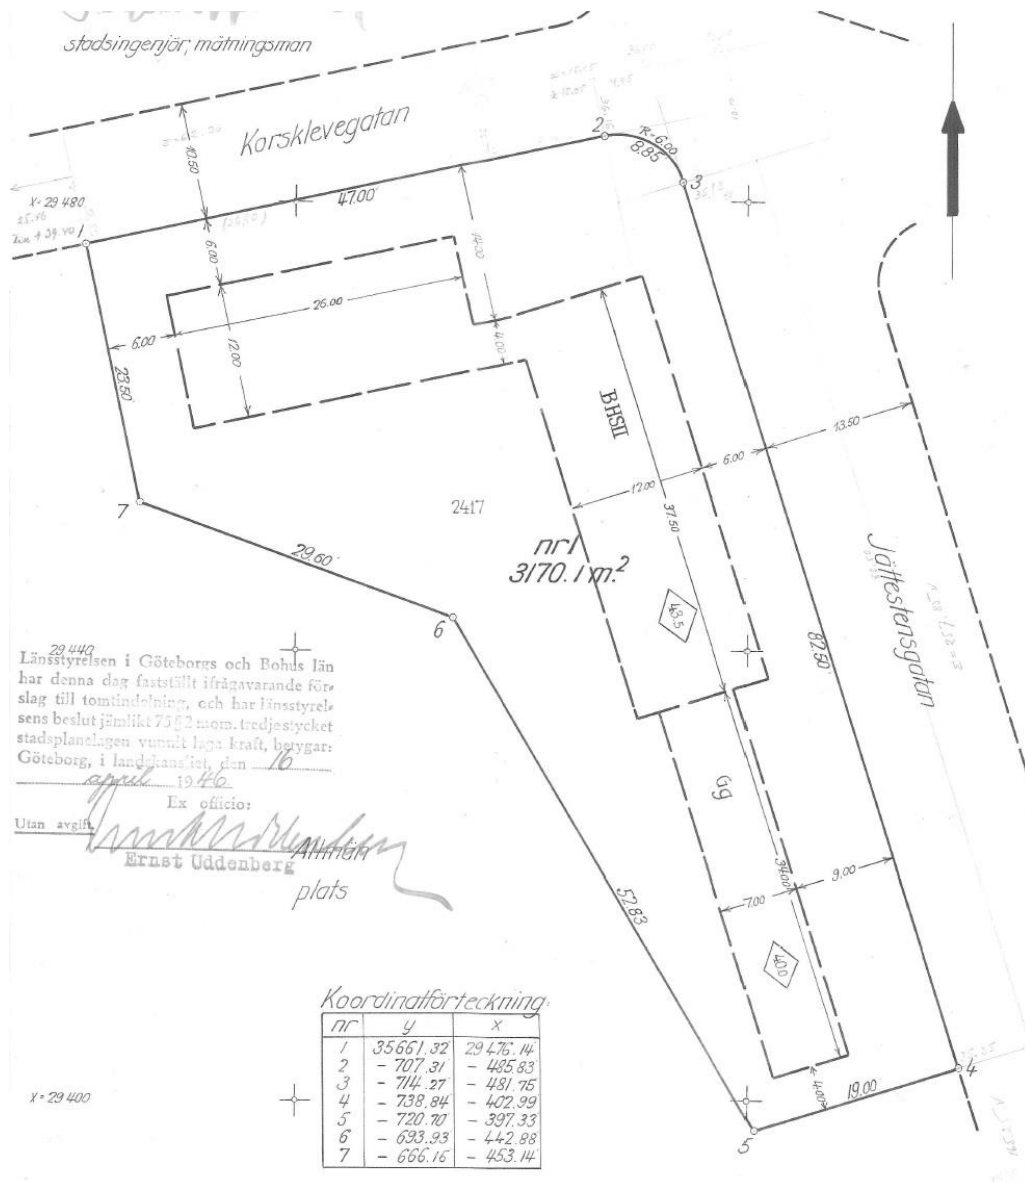 stadsingenjör, mätningsman
Korsklevegatan
10.50
2
R=6.00
8.85
3
X= 29 480
25.46
1
47.00
6.00
14.00
26.00
6.00
12.00
4.00
23.50
BHSII
13.50
6.00
12.00
37.50
7
2417
nr 1
3170.1 m.²
29.60
6
43.5
Jättestensgatan
82.50
29 440
Länsstyrelsen i Göteborgs och Bohus län
har denna dag fastställt ifrågavarande för-
slag till tomtindelning, och har länsstyrel-
sens beslut jämlikt 75 § 2 mom. tredje stycket
stadsplanelagen vunnit laga kraft, betygar:
Göteborg, i landskansliet, den 16
april 1946
Ex officio:
Utan avgift.
Ernst Uddenberg
Allmän
plats
Gg
34.00
9.00
7.00
52.83
40.0
4.00
19.00
4
5
Koordinatförteckning:
nr y x
1 35661.32 29 476.14
2 - 707.31 - 485.83
3 - 714.27 - 481.75
4 - 738.84 - 402.99
5 - 720.70 - 397.33
6 - 693.93 - 442.88
7 - 666.16 - 453.14
X= 29 400